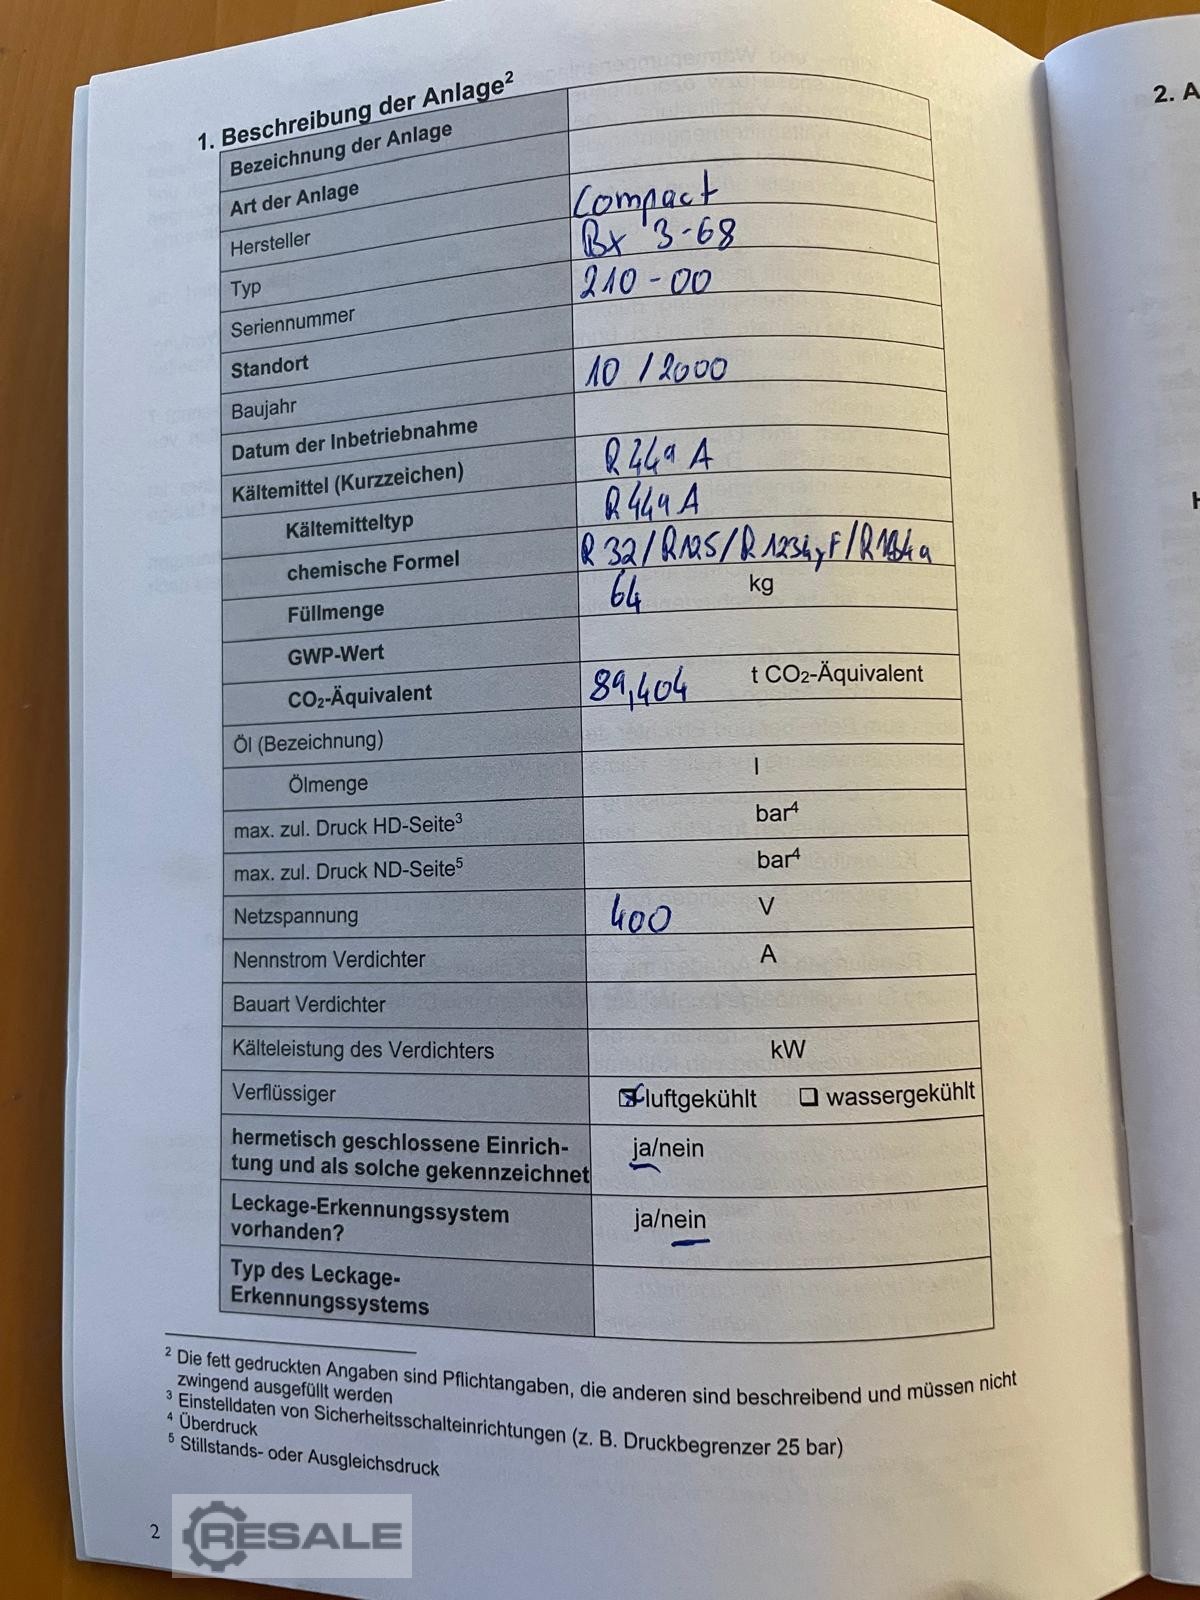 1. Beschreibung der Anlage²
Bezeichnung der Anlage
Art der Anlage
Hersteller Compact
Typ Bx 3-68
Seriennummer 210-00
Standort
Baujahr 10/2000
Datum der Inbetriebnahme
Kältemittel (Kurzzeichen) R449 A
Kältemitteltyp R449 A
chemische Formel R32/R125/R1234yF/R134a
Füllmenge 64 kg
GWP-Wert
CO₂-Äquivalent 89,404 t CO₂-Äquivalent
Öl (Bezeichnung)
Ölmenge l
max. zul. Druck HD-Seite³ bar⁴
max. zul. Druck ND-Seite⁵ bar⁴
Netzspannung 400 V
Nennstrom Verdichter A
Bauart Verdichter
Kälteleistung des Verdichters kW
Verflüssiger ☒ luftgekühlt ☐ wassergekühlt
hermetisch geschlossene Einrich-
tung und als solche gekennzeichnet ja/nein
Leckage-Erkennungssystem
vorhanden? ja/nein
Typ des Leckage-
Erkennungssystems
² Die fett gedruckten Angaben sind Pflichtangaben, die anderen sind beschreibend und müssen nicht
zwingend ausgefüllt werden
³ Einstelldaten von Sicherheitsschalteinrichtungen (z. B. Druckbegrenzer 25 bar)
⁴ Überdruck
⁵ Stillstands- oder Ausgleichsdruck
2
RESALE
2. A
H